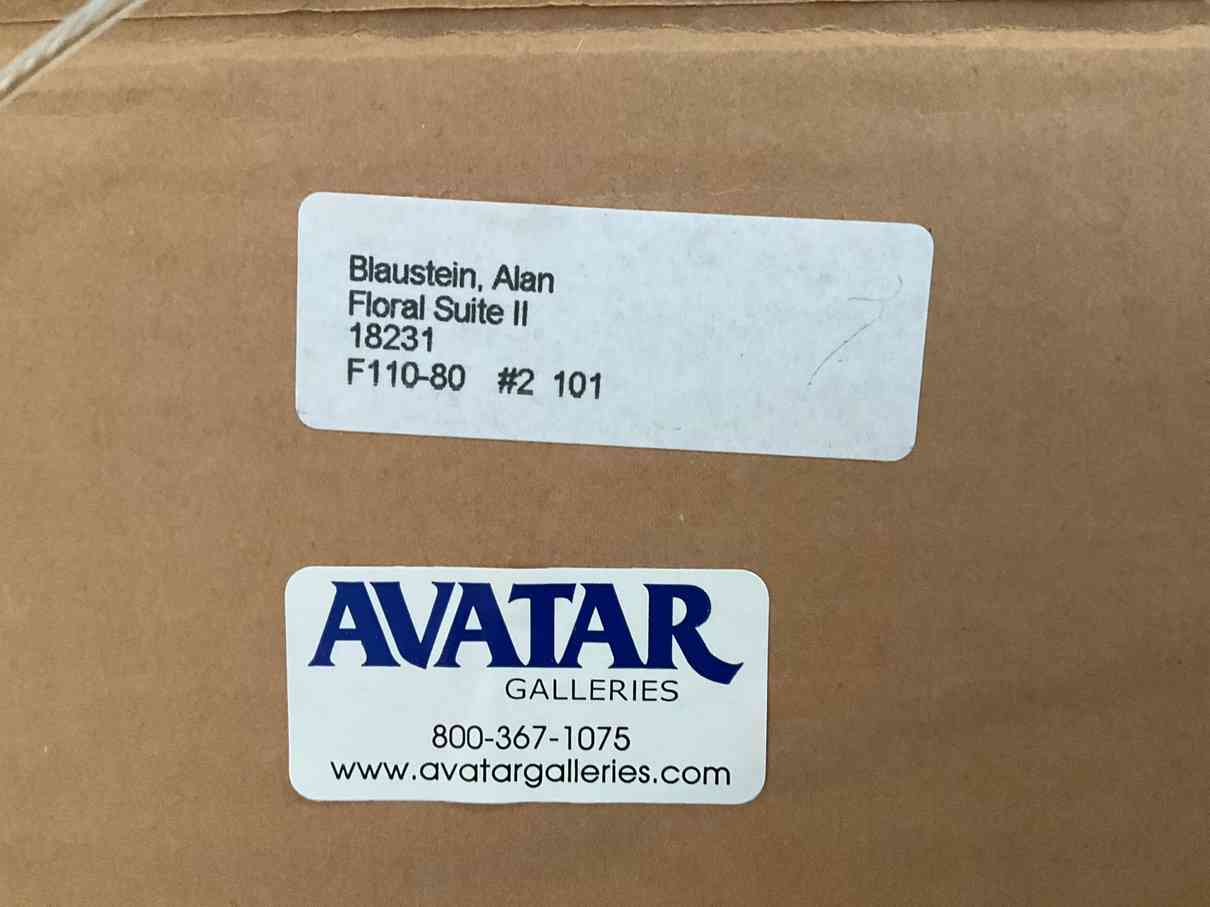 Blaustein, Alan
Floral Suite II
18231
F110-80 #2 101
AVATAR
GALLERIES
800-367-1075
www.avatargalleries.com